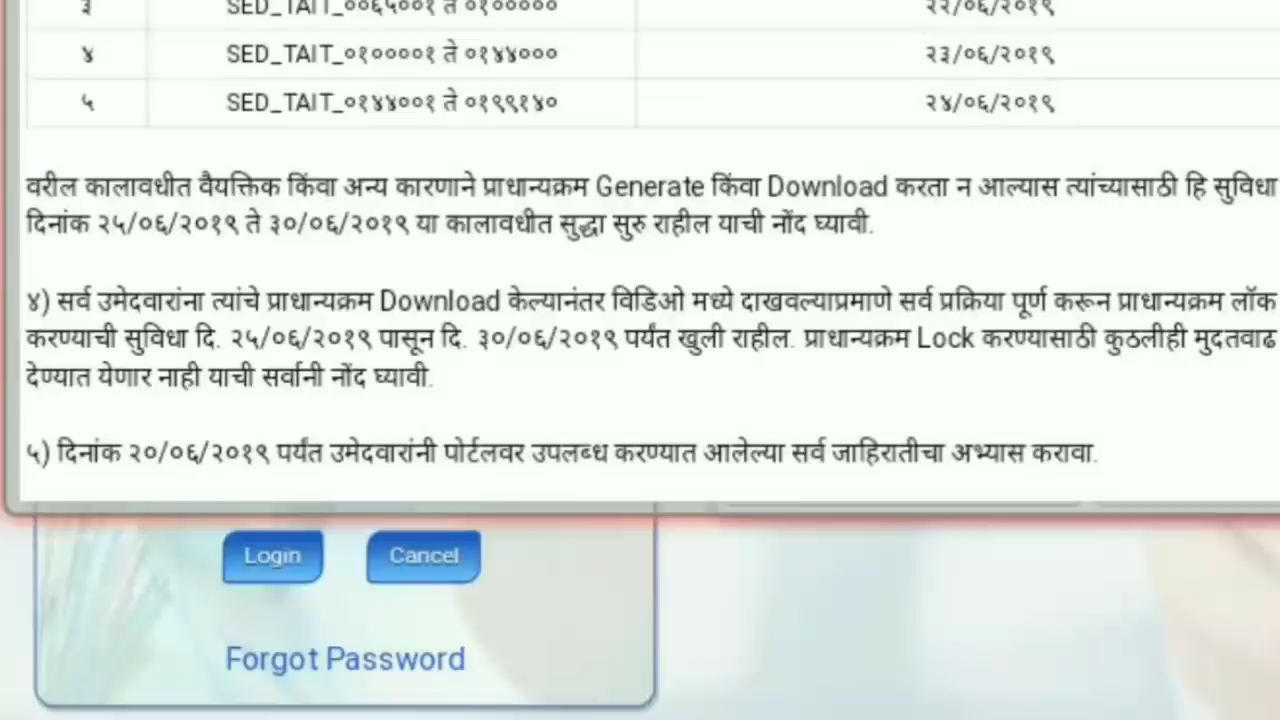 ३ SED_TAIT_००६५००१ ते ०१००००० २२/०६/२०१९
४ SED_TAIT_०१००००१ ते ०१४४००० २३/०६/२०१९
५ SED_TAIT_०१४४००१ ते ०१९९१४० २४/०६/२०१९
वरील कालावधीत वैयक्तिक किंवा अन्य कारणाने प्राधान्यक्रम Generate किंवा Download करता न आल्यास त्यांच्यासाठी हि सुविधा
दिनांक २५/०६/२०१९ ते ३०/०६/२०१९ या कालावधीत सुद्धा सुरु राहील याची नोंद घ्यावी.
४) सर्व उमेदवारांना त्यांचे प्राधान्यक्रम Download केल्यानंतर विडिओ मध्ये दाखवल्याप्रमाणे सर्व प्रक्रिया पूर्ण करून प्राधान्यक्रम लॉक
करण्याची सुविधा दि. २५/०६/२०१९ पासून दि. ३०/०६/२०१९ पर्यंत खुली राहील. प्राधान्यक्रम Lock करण्यासाठी कुठलीही मुदतवाढ
देण्यात येणार नाही याची सर्वानी नोंद घ्यावी.
५) दिनांक २०/०६/२०१९ पर्यंत उमेदवारांनी पोर्टलवर उपलब्ध करण्यात आलेल्या सर्व जाहिरातीचा अभ्यास करावा.
Login Cancel
Forgot Password